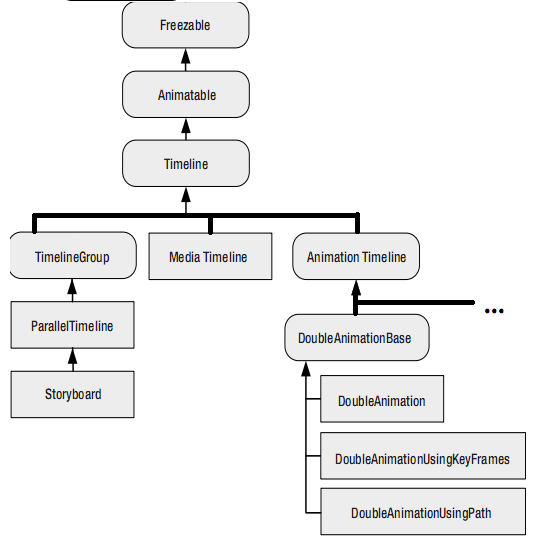 Freezable
Animatable
Timeline
TimelineGroup
Media Timeline
Animation Timeline
ParallelTimeline
...
DoubleAnimationBase
Storyboard
DoubleAnimation
DoubleAnimationUsingKeyFrames
DoubleAnimationUsingPath